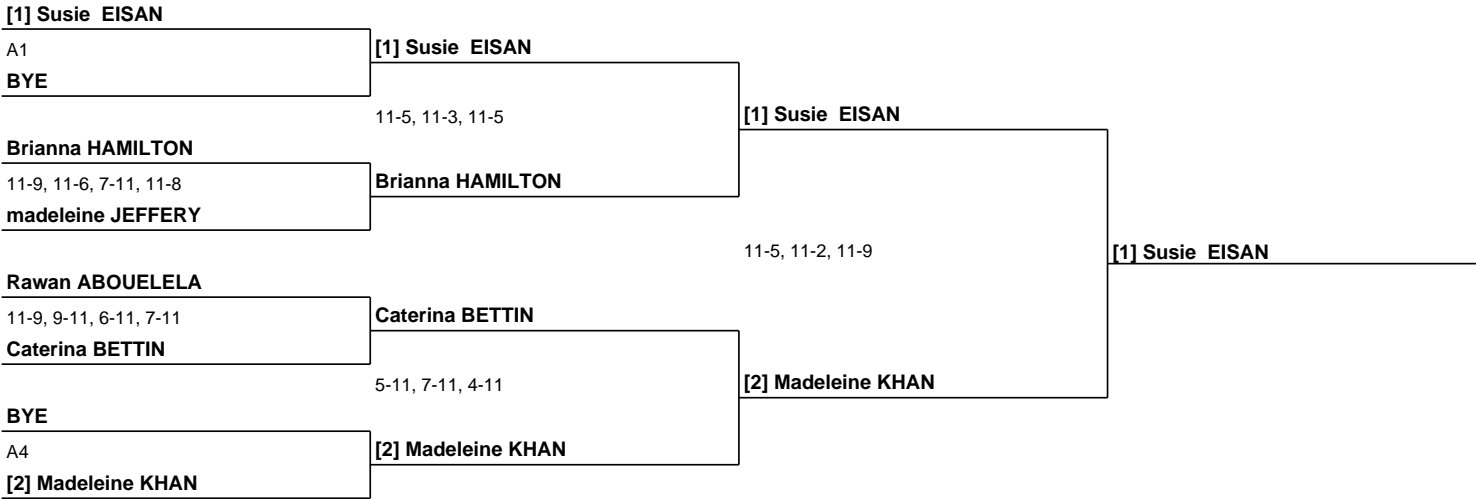 [1] Susie  EISAN
A1
BYE
[1] Susie  EISAN
11-5, 11-3, 11-5
Brianna HAMILTON
11-9, 11-6, 7-11, 11-8
madeleine JEFFERY
Brianna HAMILTON
[1] Susie  EISAN
11-5, 11-2, 11-9
[1] Susie  EISAN
Rawan ABOUELELA
11-9, 9-11, 6-11, 7-11
Caterina BETTIN
Caterina BETTIN
5-11, 7-11, 4-11
[2] Madeleine KHAN
BYE
A4
[2] Madeleine KHAN
[2] Madeleine KHAN